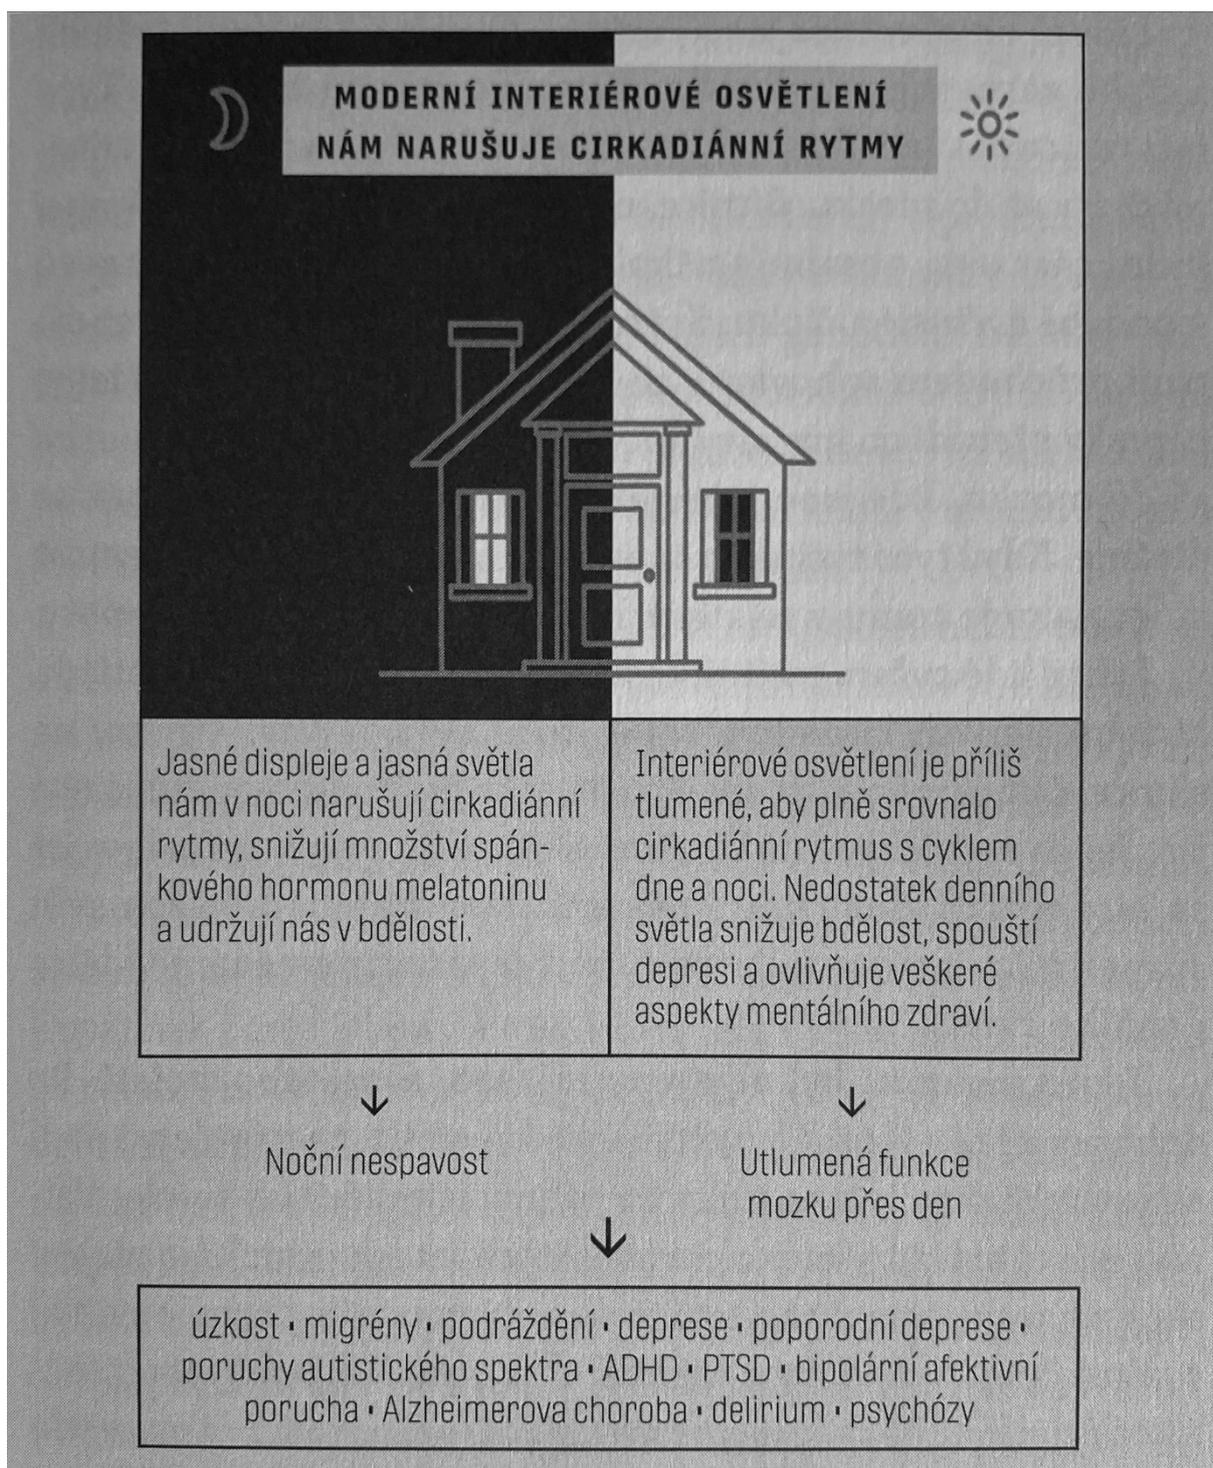 MODERNÍ INTERIÉROVÉ OSVĚTLENÍ
NÁM NARUŠUJE CIRKADIÁNNÍ RYTMY
Jasné displeje a jasná světla
nám v noci narušují cirkadiánní
rytmy, snižují množství spán-
kového hormonu melatoninu
a udržují nás v bdělosti.
Interiérové osvětlení je příliš
tlumené, aby plně srovnalo
cirkadiánní rytmus s cyklem
dne a noci. Nedostatek denního
světla snižuje bdělost, spouští
depresi a ovlivňuje veškeré
aspekty mentálního zdraví.
↓
↓
Noční nespavost
Utlumená funkce
mozku přes den
↓
úzkost • migrény • podráždění • deprese • poporodní deprese •
poruchy autistického spektra • ADHD • PTSD • bipolární afektivní
porucha • Alzheimerova choroba • delirium • psychózy